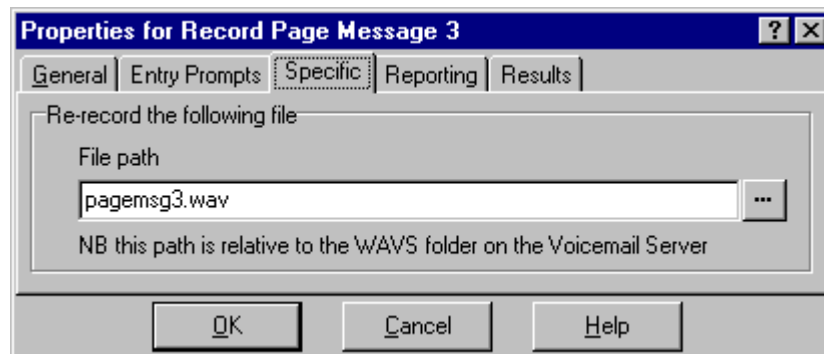 Properties for Record Page Message 3
General Entry Prompts Specific Reporting Results
Re-record the following file
File path
pagemsg3.wav ...
NB this path is relative to the WAVS folder on the Voicemail Server
OK Cancel Help